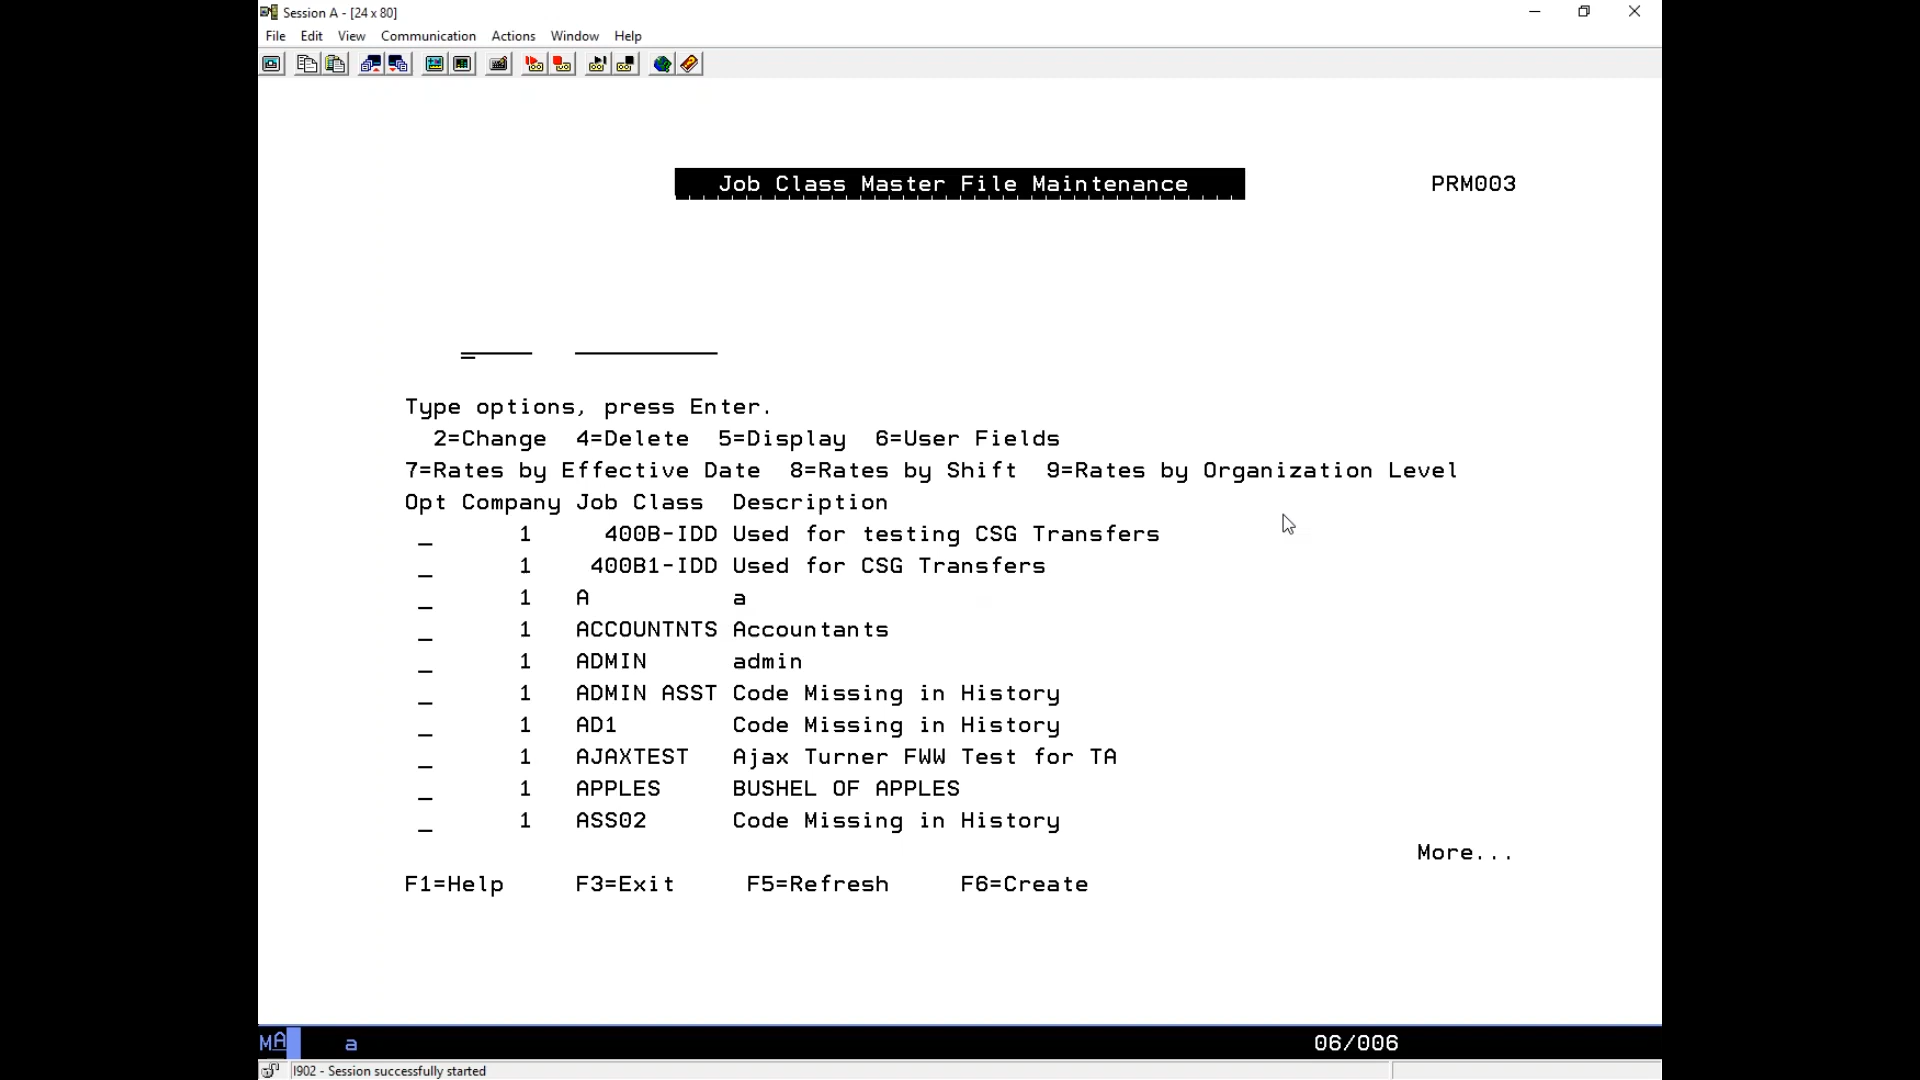 Session A - [24 x 80]
File Edit View Communication Actions Window Help
Job Class Master File Maintenance PRM003
Type options, press Enter.
2=Change 4=Delete 5=Display 6=User Fields
7=Rates by Effective Date 8=Rates by Shift 9=Rates by Organization Level
Opt Company Job Class Description
_ 1 400B-IDD Used for testing CSG Transfers
_ 1 400B1-IDD Used for CSG Transfers
_ 1 A a
_ 1 ACCOUNTNTS Accountants
_ 1 ADMIN admin
_ 1 ADMIN ASST Code Missing in History
_ 1 AD1 Code Missing in History
_ 1 AJAXTEST Ajax Turner FWW Test for TA
_ 1 APPLES BUSHEL OF APPLES
_ 1 ASS02 Code Missing in History
More...
F1=Help F3=Exit F5=Refresh F6=Create
MA a 06/006
I902 - Session successfully started